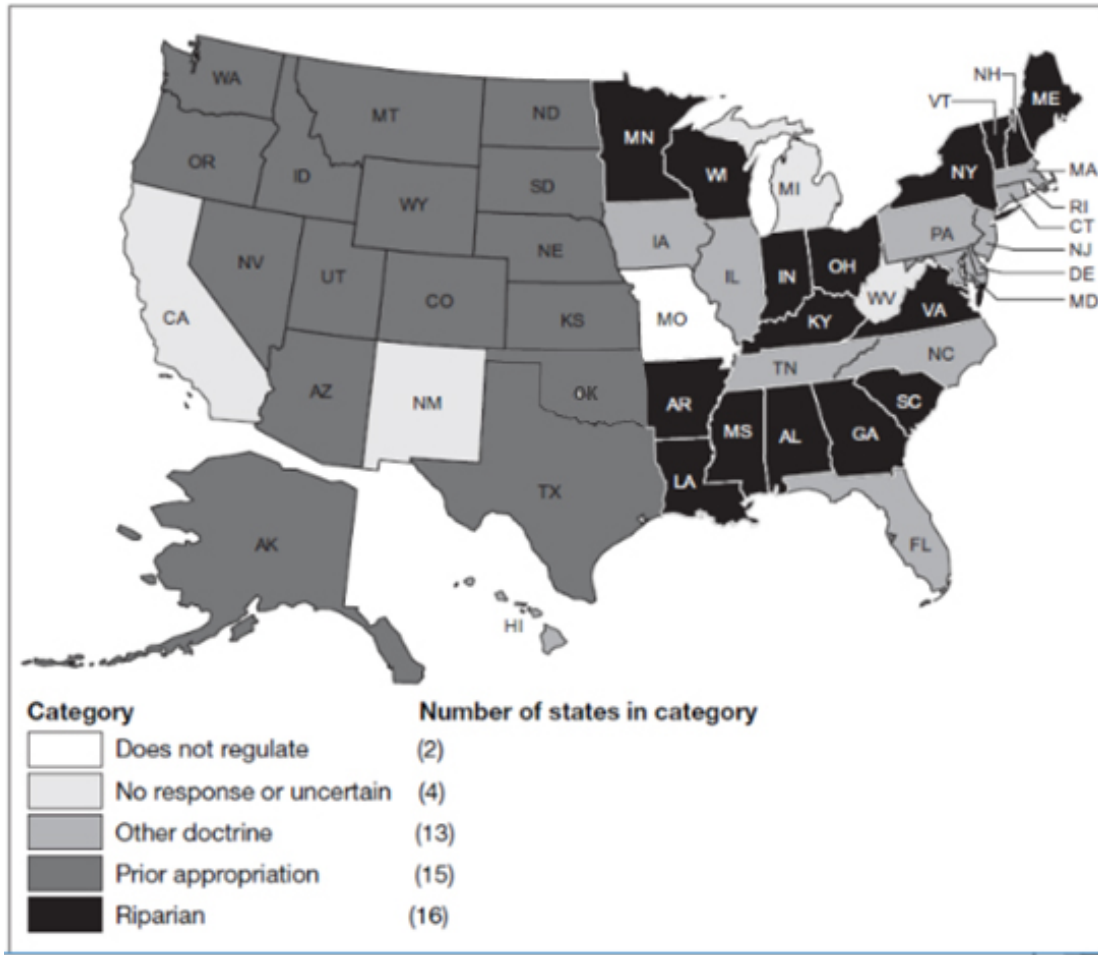 WA
MT
ND
MN
NH
VT
ME
OR
ID
SD
WI
NY
MA
WY
MI
RI
CT
NV
NE
IA
PA
NJ
UT
CO
IL
IN
OH
DE
CA
KS
MO
WV
VA
MD
KY
AZ
NM
OK
TN
NC
AR
SC
MS
AL
GA
TX
LA
AK
FL
HI
Category Number of states in category
Does not regulate (2)
No response or uncertain (4)
Other doctrine (13)
Prior appropriation (15)
Riparian (16)